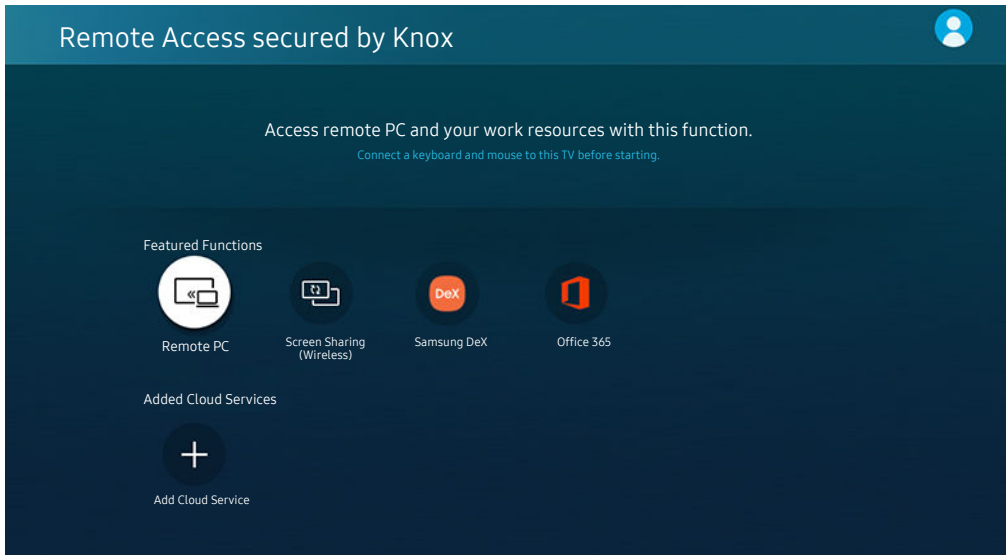 Remote Access secured by Knox
Access remote PC and your work resources with this function.
Connect a keyboard and mouse to this TV before starting.
Featured Functions
DeX
Remote PC
Screen Sharing
(Wireless)
Samsung DeX
Office 365
Added Cloud Services
Add Cloud Service